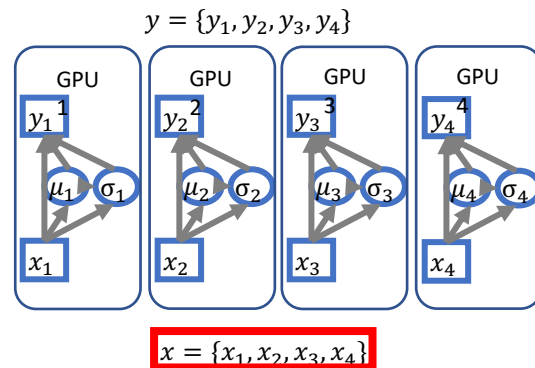 y = {y₁, y₂, y₃, y₄}
GPU GPU GPU GPU
1 2 3 4
y₁ y₂ y₃ y₄
μ₁ σ₁ μ₂ σ₂ μ₃ σ₃ μ₄ σ₄
x₁ x₂ x₃ x₄
x = {x₁, x₂, x₃, x₄}